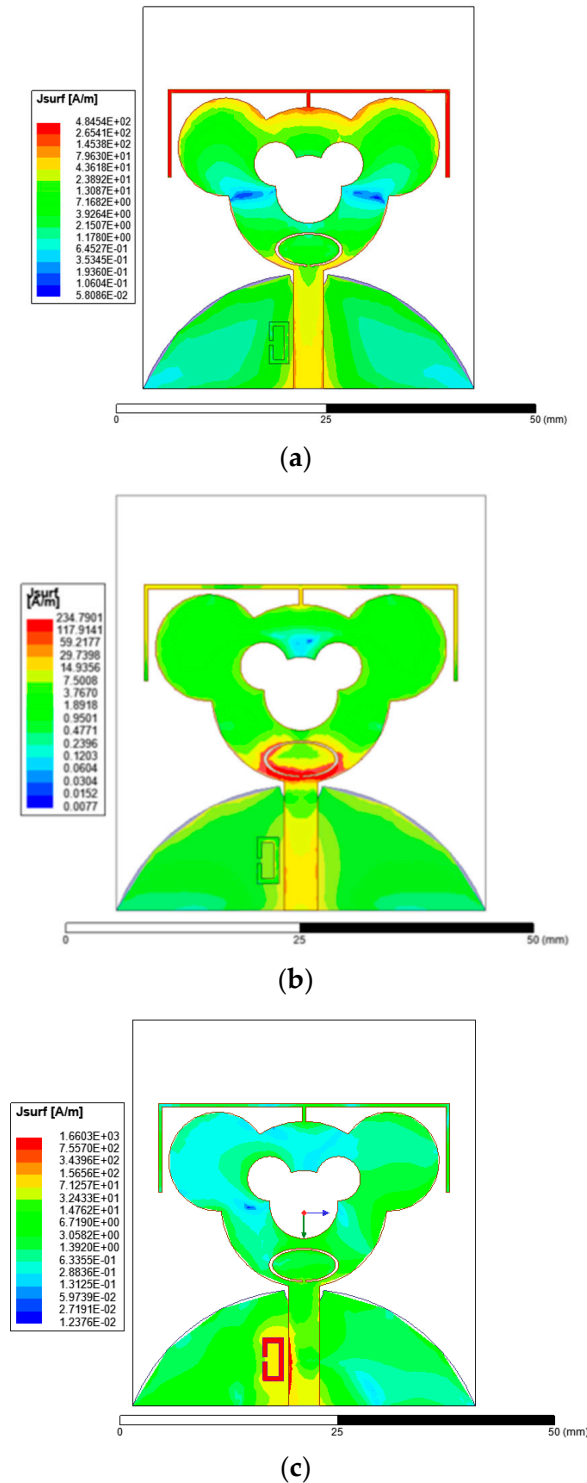 Jsurf [A/m]
4.8454E+02
2.6541E+02
1.4538E+02
7.9630E+01
4.3618E+01
2.3892E+01
1.3087E+01
7.1682E+00
3.9264E+00
2.1507E+00
1.1780E+00
6.4527E-01
3.5345E-01
1.9360E-01
1.0604E-01
5.8086E-02
0 25 50 (mm)
(a)
Jsurf
[A/m]
234.7901
117.9141
59.2177
29.7398
14.9356
7.5008
3.7670
1.8918
0.9501
0.4771
0.2396
0.1203
0.0604
0.0304
0.0152
0.0077
0 25 50 (mm)
(b)
Jsurf [A/m]
1.6603E+03
7.5570E+02
3.4396E+02
1.5656E+02
7.1257E+01
3.2433E+01
1.4762E+01
6.7190E+00
3.0582E+00
1.3920E+00
6.3355E-01
2.8836E-01
1.3125E-01
5.9739E-02
2.7191E-02
1.2376E-02
0 25 50 (mm)
(c)